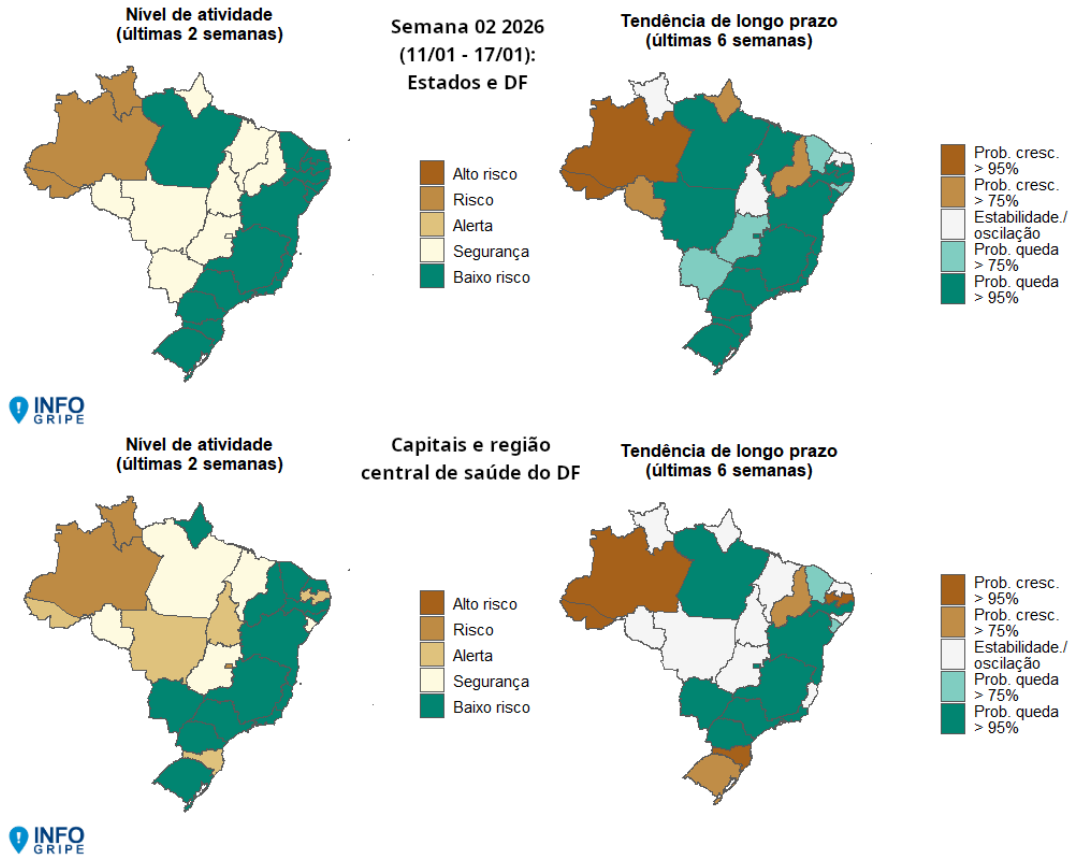 Nível de atividade
(últimas 2 semanas)
Semana 02 2026
(11/01 - 17/01):
Estados e DF
Tendência de longo prazo
(últimas 6 semanas)
Alto risco
Risco
Alerta
Segurança
Baixo risco
Prob. cresc.
> 95%
Prob. cresc.
> 75%
Estabilidade./
oscilação
Prob. queda
> 75%
Prob. queda
> 95%
INFO
GRIPE
Nível de atividade
(últimas 2 semanas)
Capitais e região
central de saúde do DF
Tendência de longo prazo
(últimas 6 semanas)
Alto risco
Risco
Alerta
Segurança
Baixo risco
Prob. cresc.
> 95%
Prob. cresc.
> 75%
Estabilidade./
oscilação
Prob. queda
> 75%
Prob. queda
> 95%
INFO
GRIPE